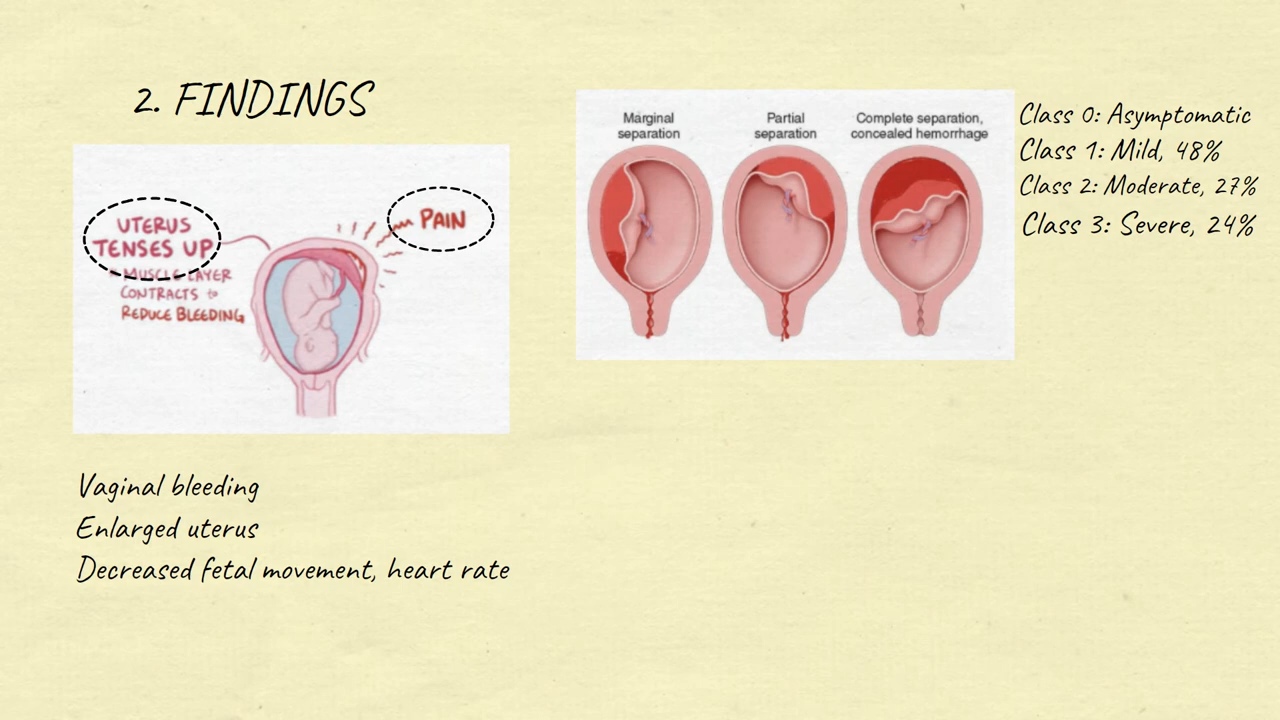 2. FINDINGS
UTERUS
TENSES UP
MUSCLE LAYER
CONTRACTS to
REDUCE BLEEDING
PAIN
Vaginal bleeding
Enlarged uterus
Decreased fetal movement, heart rate
Marginal separation
Partial separation
Complete separation, concealed hemorrhage
Class 0: Asymptomatic
Class 1: Mild, 48%
Class 2: Moderate, 27%
Class 3: Severe, 24%